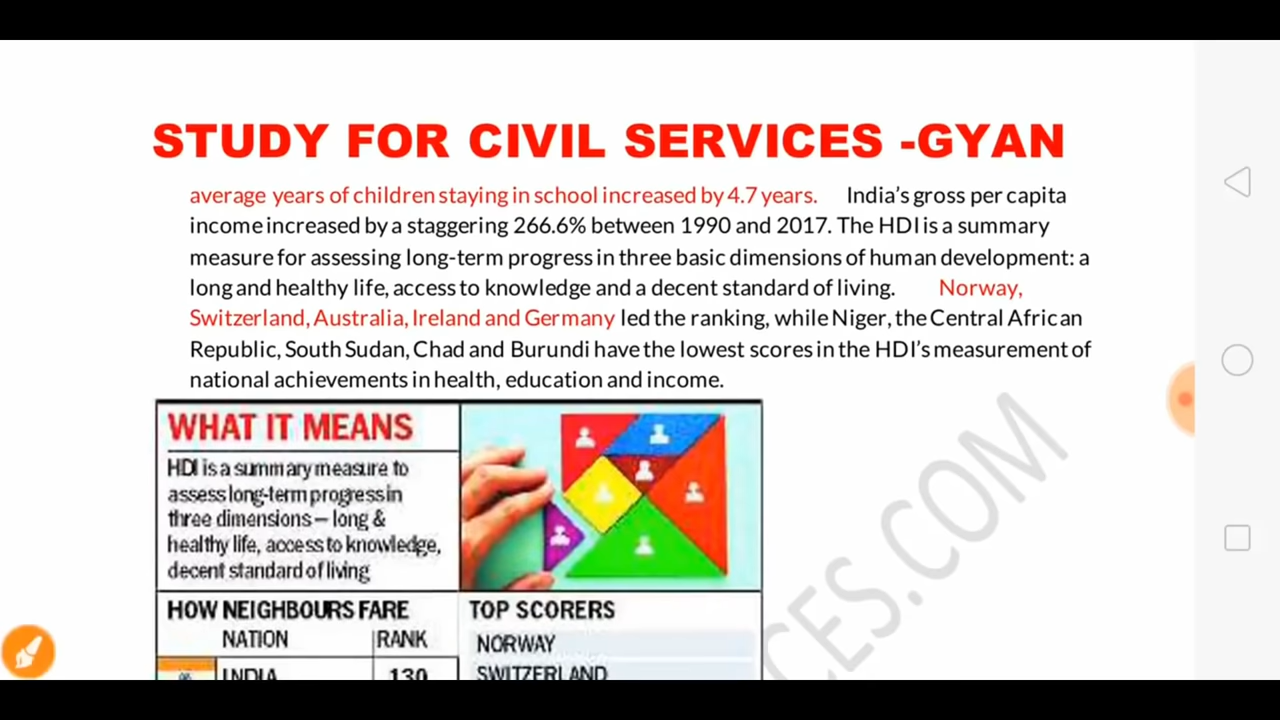 STUDY FOR CIVIL SERVICES -GYAN
average years of children staying in school increased by 4.7 years. India's gross per capita
income increased by a staggering 266.6% between 1990 and 2017. The HDI is a summary
measure for assessing long-term progress in three basic dimensions of human development: a
long and healthy life, access to knowledge and a decent standard of living. Norway,
Switzerland, Australia, Ireland and Germany led the ranking, while Niger, the Central African
Republic, South Sudan, Chad and Burundi have the lowest scores in the HDI's measurement of
national achievements in health, education and income.
WHAT IT MEANS
HDI is a summary measure to
assess long-term progress in
three dimensions – long &
healthy life, access to knowledge,
decent standard of living
HOW NEIGHBOURS FARE
NATION RANK
INDIA 130
TOP SCORERS
NORWAY
SWITZERLAND
CES.COM